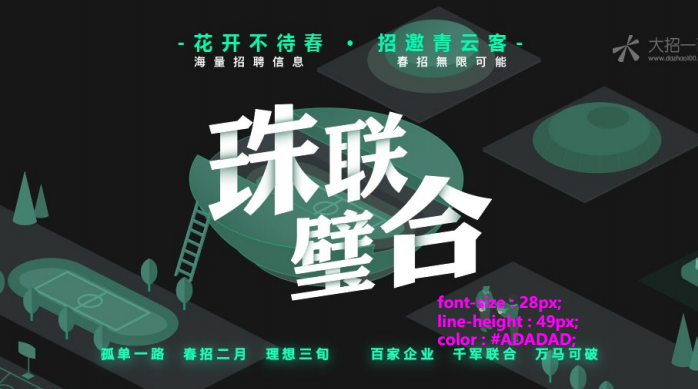 -花开不待春 • 招邀青云客-
海量招聘信息 春招無限可能
大招一
www.dazhao100.
珠联
璧合
font-size : 28px;
line-height : 49px;
color : #ADADAD;
孤单一路 春招二月 理想三旬 百家企业 千军联合 万马可破